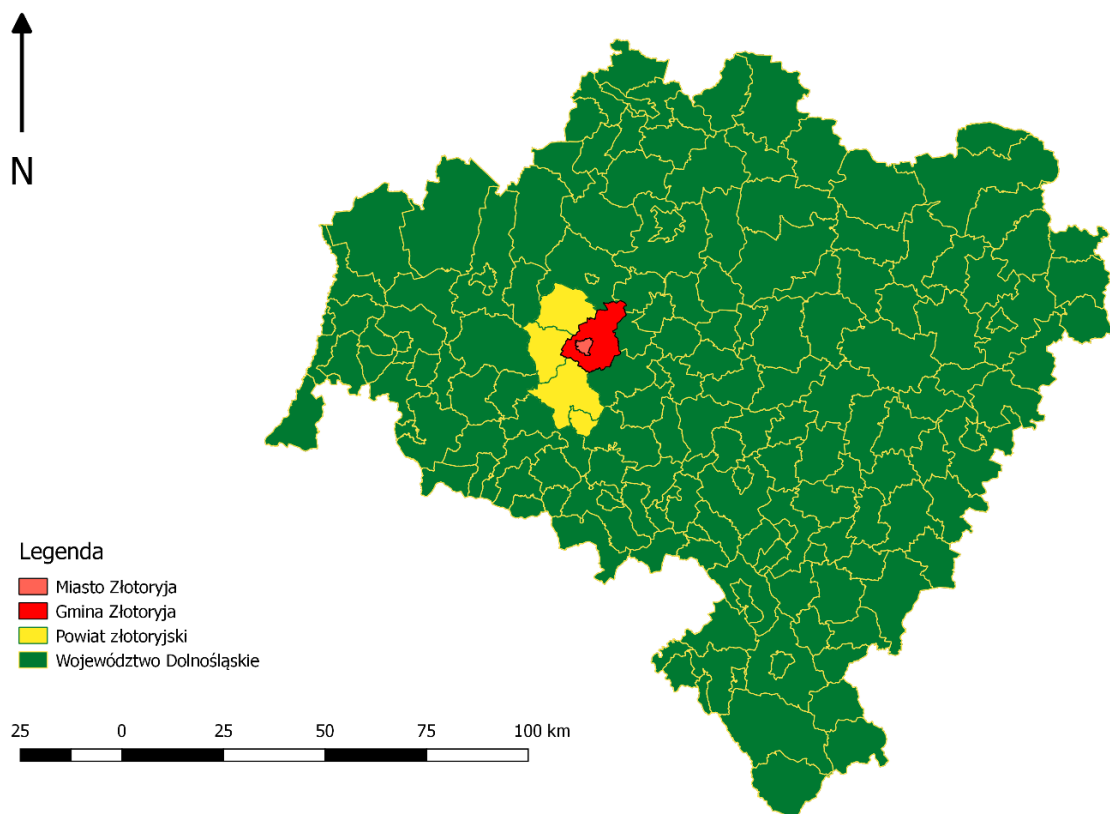 N
Legenda
Miasto Złotoryja
Gmina Złotoryja
Powiat złotoryjski
Województwo Dolnośląskie
25 0 25 50 75 100 km